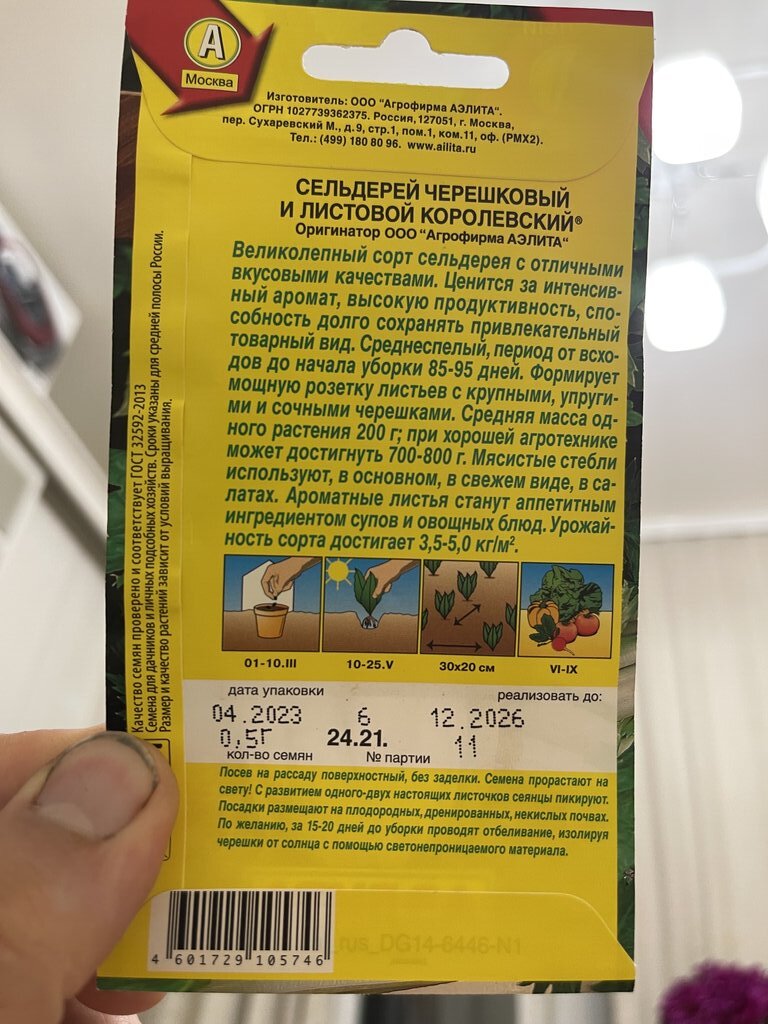 А
Москва
Изготовитель: ООО "Агрофирма АЭЛИТА".
ОГРН 1027739362375. Россия,127051, г. Москва,
пер. Сухаревский М., д.9, стр.1, пом.1, ком.11, оф. (РМХ2).
Тел.: (499) 180 80 96. www.ailita.ru
СЕЛЬДЕРЕЙ ЧЕРЕШКОВЫЙ
И ЛИСТОВОЙ КОРОЛЕВСКИЙ®
Оригинатор ООО "Агрофирма АЭЛИТА"
Великолепный сорт сельдерея с отличными
вкусовыми качествами. Ценится за интенсив-
ный аромат, высокую продуктивность, спо-
собность долго сохранять привлекательный
товарный вид. Среднеспелый, период от всхо-
дов до начала уборки 85-95 дней. Формирует
мощную розетку листьев с крупными, упруги-
ми и сочными черешками. Средняя масса од-
ного растения 200 г; при хорошей агротехнике
может достигнуть 700-800 г. Мясистые стебли
используют, в основном, в свежем виде, в са-
латах. Ароматные листья станут аппетитным
ингредиентом супов и овощных блюд. Урожай-
ность сорта достигает 3,5-5,0 кг/м².
01-10.III 10-25.V 30х20 см VI-IX
дата упаковки реализовать до:
04.2023 6 12.2026
0,5Г 24.21. 11
кол-во семян № партии
Посев на рассаду поверхностный, без заделки. Семена прорастают на
свету! С развитием одного-двух настоящих листочков сеянцы пикируют.
Посадки размещают на плодородных, дренированных, некислых почвах.
По желанию, за 15-20 дней до уборки проводят отбеливание, изолируя
черешки от солнца с помощью светонепроницаемого материала.
Качество семян проверено и соответствует ГОСТ 32592-2013
Семена для дачников и личных подсобных хозяйств. Сроки указаны для средней полосы России.
Размер и качество растений зависит от условий выращивания.
4 601729 105746
_rus_DG14-6446-N1